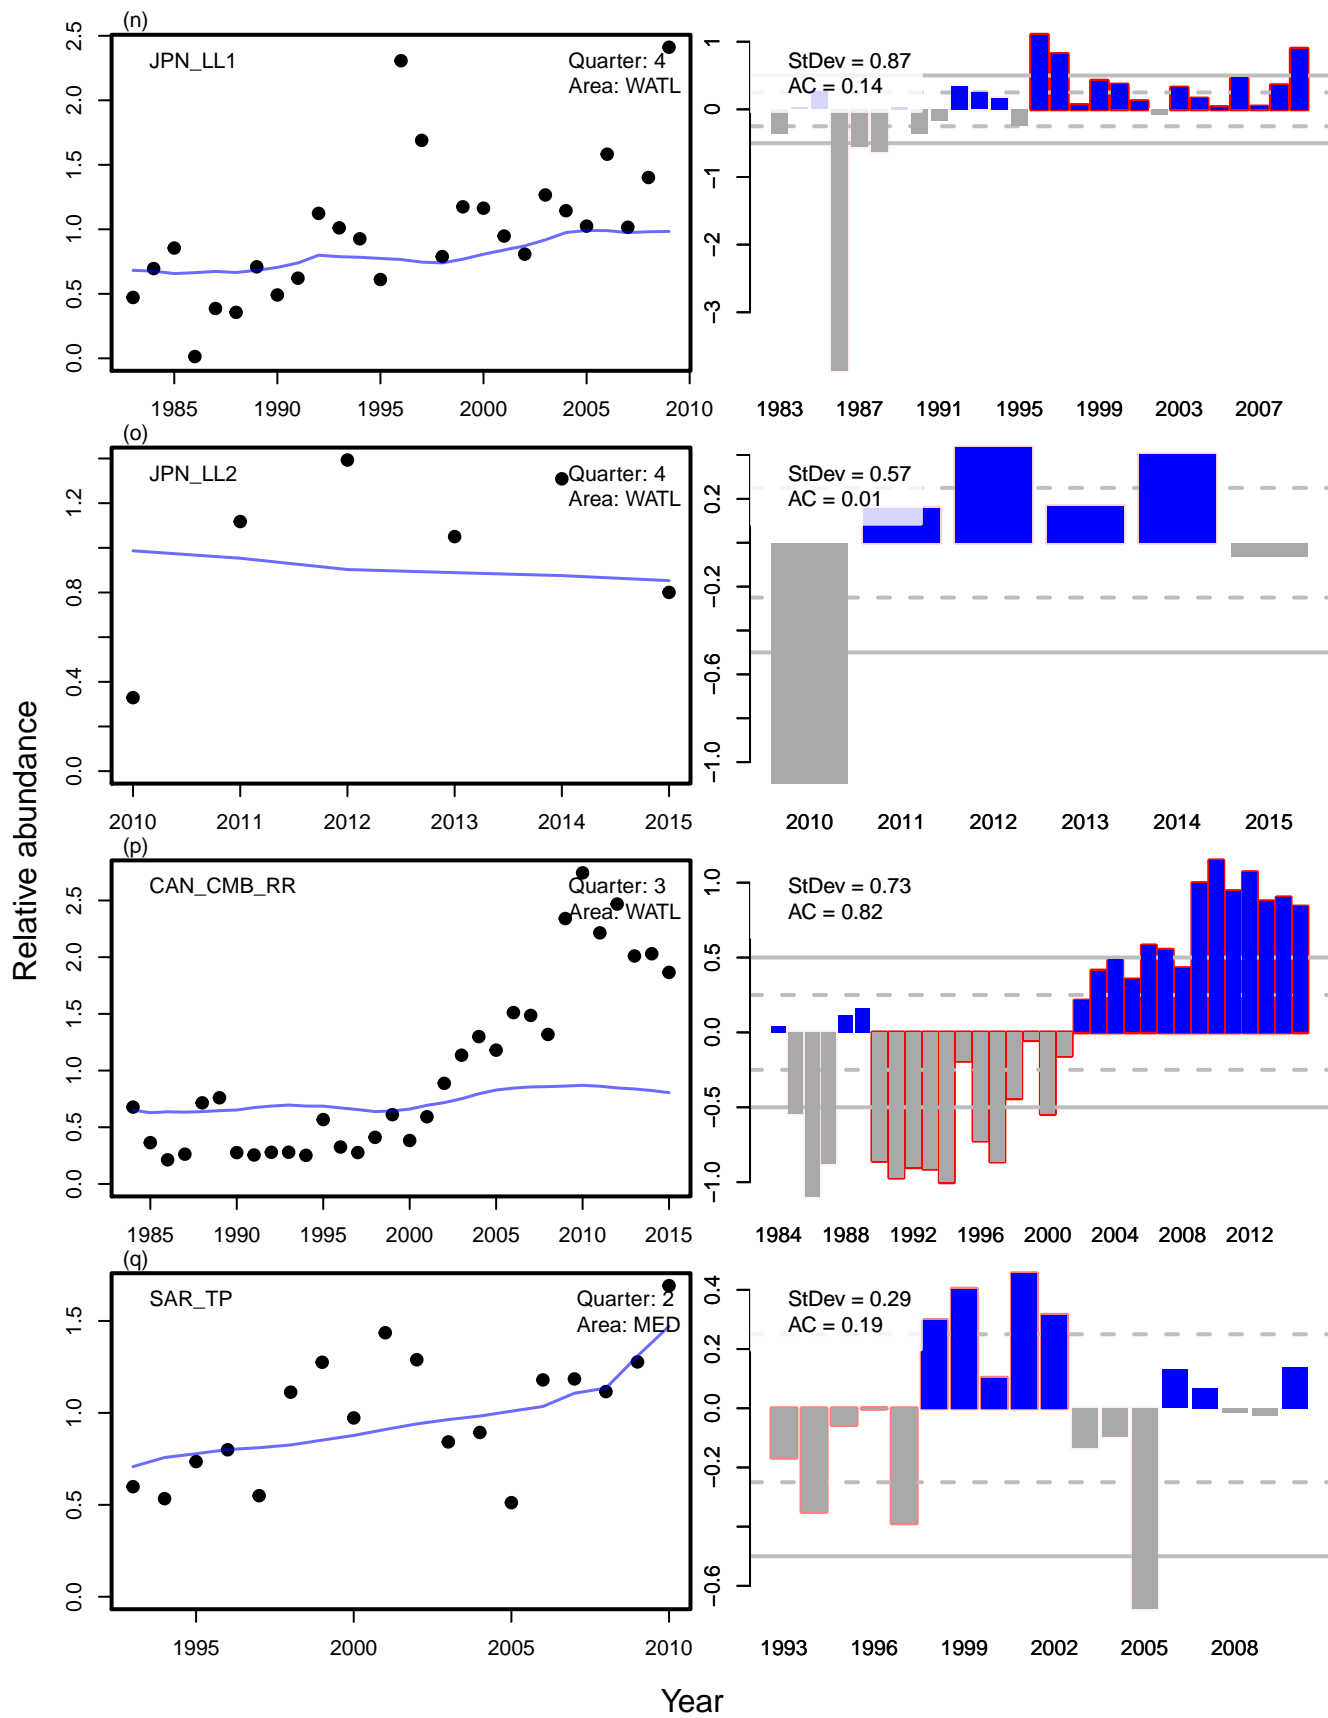 (n)
JPN_LL1
Quarter: 4
Area: WATL
0.0 0.5 1.0 1.5 2.0 2.5
1985 1990 1995 2000 2005 2010
StDev = 0.87
AC = 0.14
−3 −2 −1 0 1
1983 1987 1991 1995 1999 2003 2007
(o)
JPN_LL2
Quarter: 4
Area: WATL
0.0 0.4 0.8 1.2
2010 2011 2012 2013 2014 2015
StDev = 0.57
AC = 0.01
−1.0 −0.6 −0.2 0.2
2010 2011 2012 2013 2014 2015
(p)
CAN_CMB_RR
Quarter: 3
Area: WATL
0.0 0.5 1.0 1.5 2.0 2.5
1985 1990 1995 2000 2005 2010 2015
StDev = 0.73
AC = 0.82
−1.0 −0.5 0.0 0.5 1.0
1984 1988 1992 1996 2000 2004 2008 2012
(q)
SAR_TP
Quarter: 2
Area: MED
0.0 0.5 1.0 1.5
1995 2000 2005 2010
StDev = 0.29
AC = 0.19
−0.6 −0.2 0.0 0.2 0.4
1993 1996 1999 2002 2005 2008
Relative abundance
Year